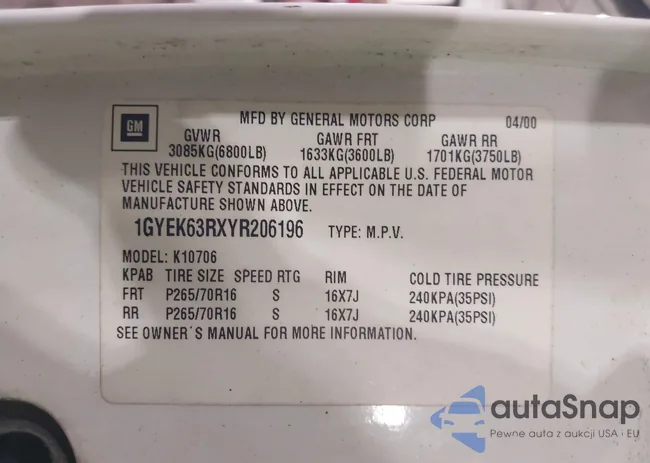 GM
MFD BY GENERAL MOTORS CORP 04/00
GVWR GAWR FRT GAWR RR
3085KG(6800LB) 1633KG(3600LB) 1701KG(3750LB)
THIS VEHICLE CONFORMS TO ALL APPLICABLE U.S. FEDERAL MOTOR
VEHICLE SAFETY STANDARDS IN EFFECT ON THE DATE OF
MANUFACTURE SHOWN ABOVE.
1GYEK63RXYR206196 TYPE: M.P.V.
MODEL: K10706
KPAB TIRE SIZE SPEED RTG RIM COLD TIRE PRESSURE
FRT P265/70R16 S 16X7J 240KPA(35PSI)
RR P265/70R16 S 16X7J 240KPA(35PSI)
SEE OWNER'S MANUAL FOR MORE INFORMATION.
autaSnap
Pewne auta z aukcji USA i EU